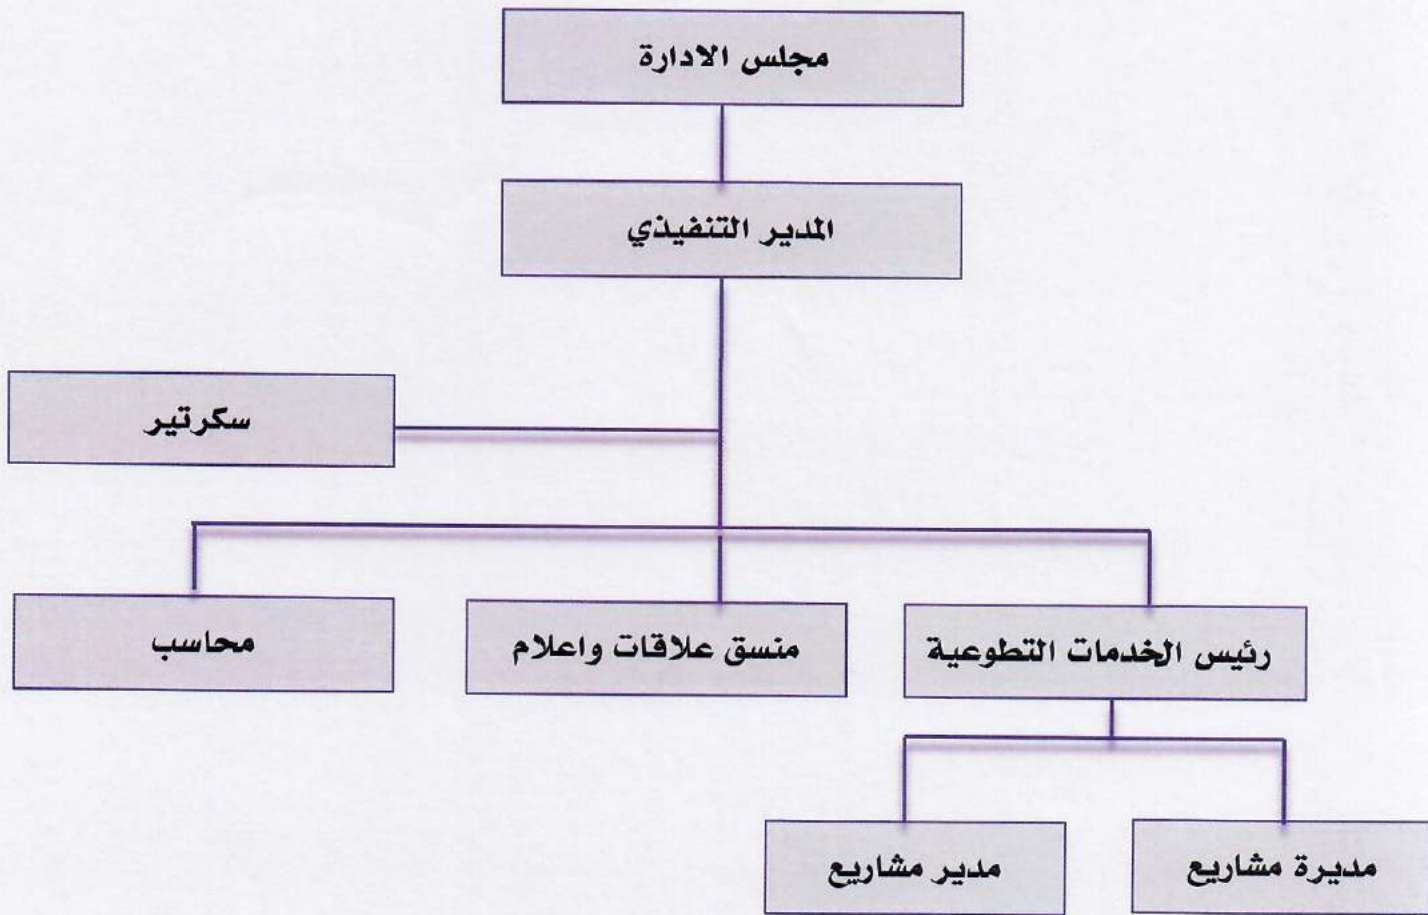 مجلس الادارة
المدير التنفيذي
سكرتير
رئيس الخدمات التطوعية
منسق علاقات واعلام
محاسب
مديرة مشاريع
مدير مشاريع